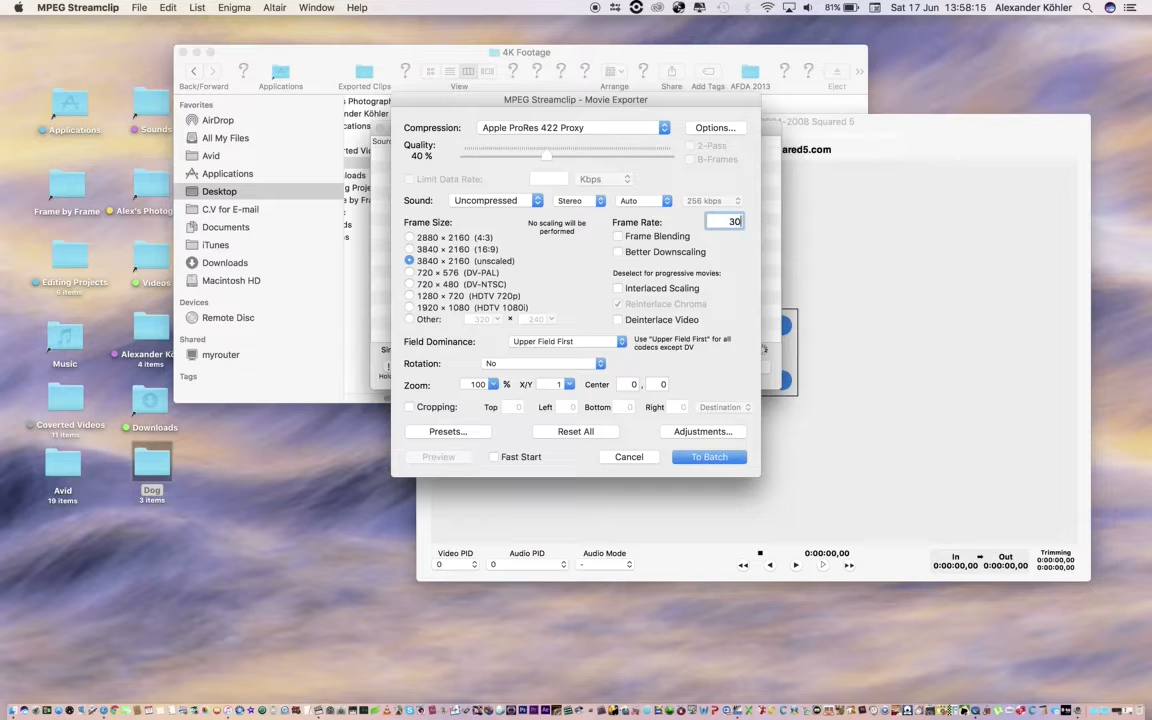 MPEG Streamclip File Edit List Enigma Altair Window Help 81% Sat 17 Jun 13:58:15 Alexander Köhler
4K Footage
Back/Forward Applications Exported Clips View Arrange Share Add Tags AFDA 2013 Eject
Favorites
AirDrop
All My Files
Avid
Applications
Desktop
C.V for E-mail
Documents
iTunes
Downloads
Macintosh HD
Devices
Remote Disc
Shared
myrouter
Tags
Applications
Sounds
Frame by Frame
Alex's Photog
Editing Projects
6 items
Videos
Music
Alexander Kö
4 items
Coverted Videos
11 items
Downloads
Avid
19 items
Dog
3 items
-2008 Squared 5
ared5.com
MPEG Streamclip - Movie Exporter
Compression: Apple ProRes 422 Proxy Options...
Quality: 2-Pass
40 % B-Frames
Limit Data Rate: Kbps
Sound: Uncompressed Stereo Auto 256 kbps
Frame Size: No scaling will be performed Frame Rate: 30
2880 × 2160 (4:3) Frame Blending
3840 × 2160 (16:9)
3840 × 2160 (unscaled) Better Downscaling
720 × 576 (DV-PAL) Deselect for progressive movies:
720 × 480 (DV-NTSC) Interlaced Scaling
1280 × 720 (HDTV 720p)
1920 × 1080 (HDTV 1080i) Reinterlace Chroma
Other: 320 × 240 Deinterlace Video
Field Dominance: Upper Field First Use "Upper Field First" for all codecs except DV
Rotation: No
Zoom: 100 % X/Y 1 Center 0 , 0
Cropping: Top 0 Left 0 Bottom 0 Right 0 Destination
Presets... Reset All Adjustments...
Preview Fast Start Cancel To Batch
Video PID Audio PID Audio Mode 0:00:00,00 In Out Trimming
0 0 - 0:00:00,00 0:00:00,00 0:00:00,00
0:00:00,00